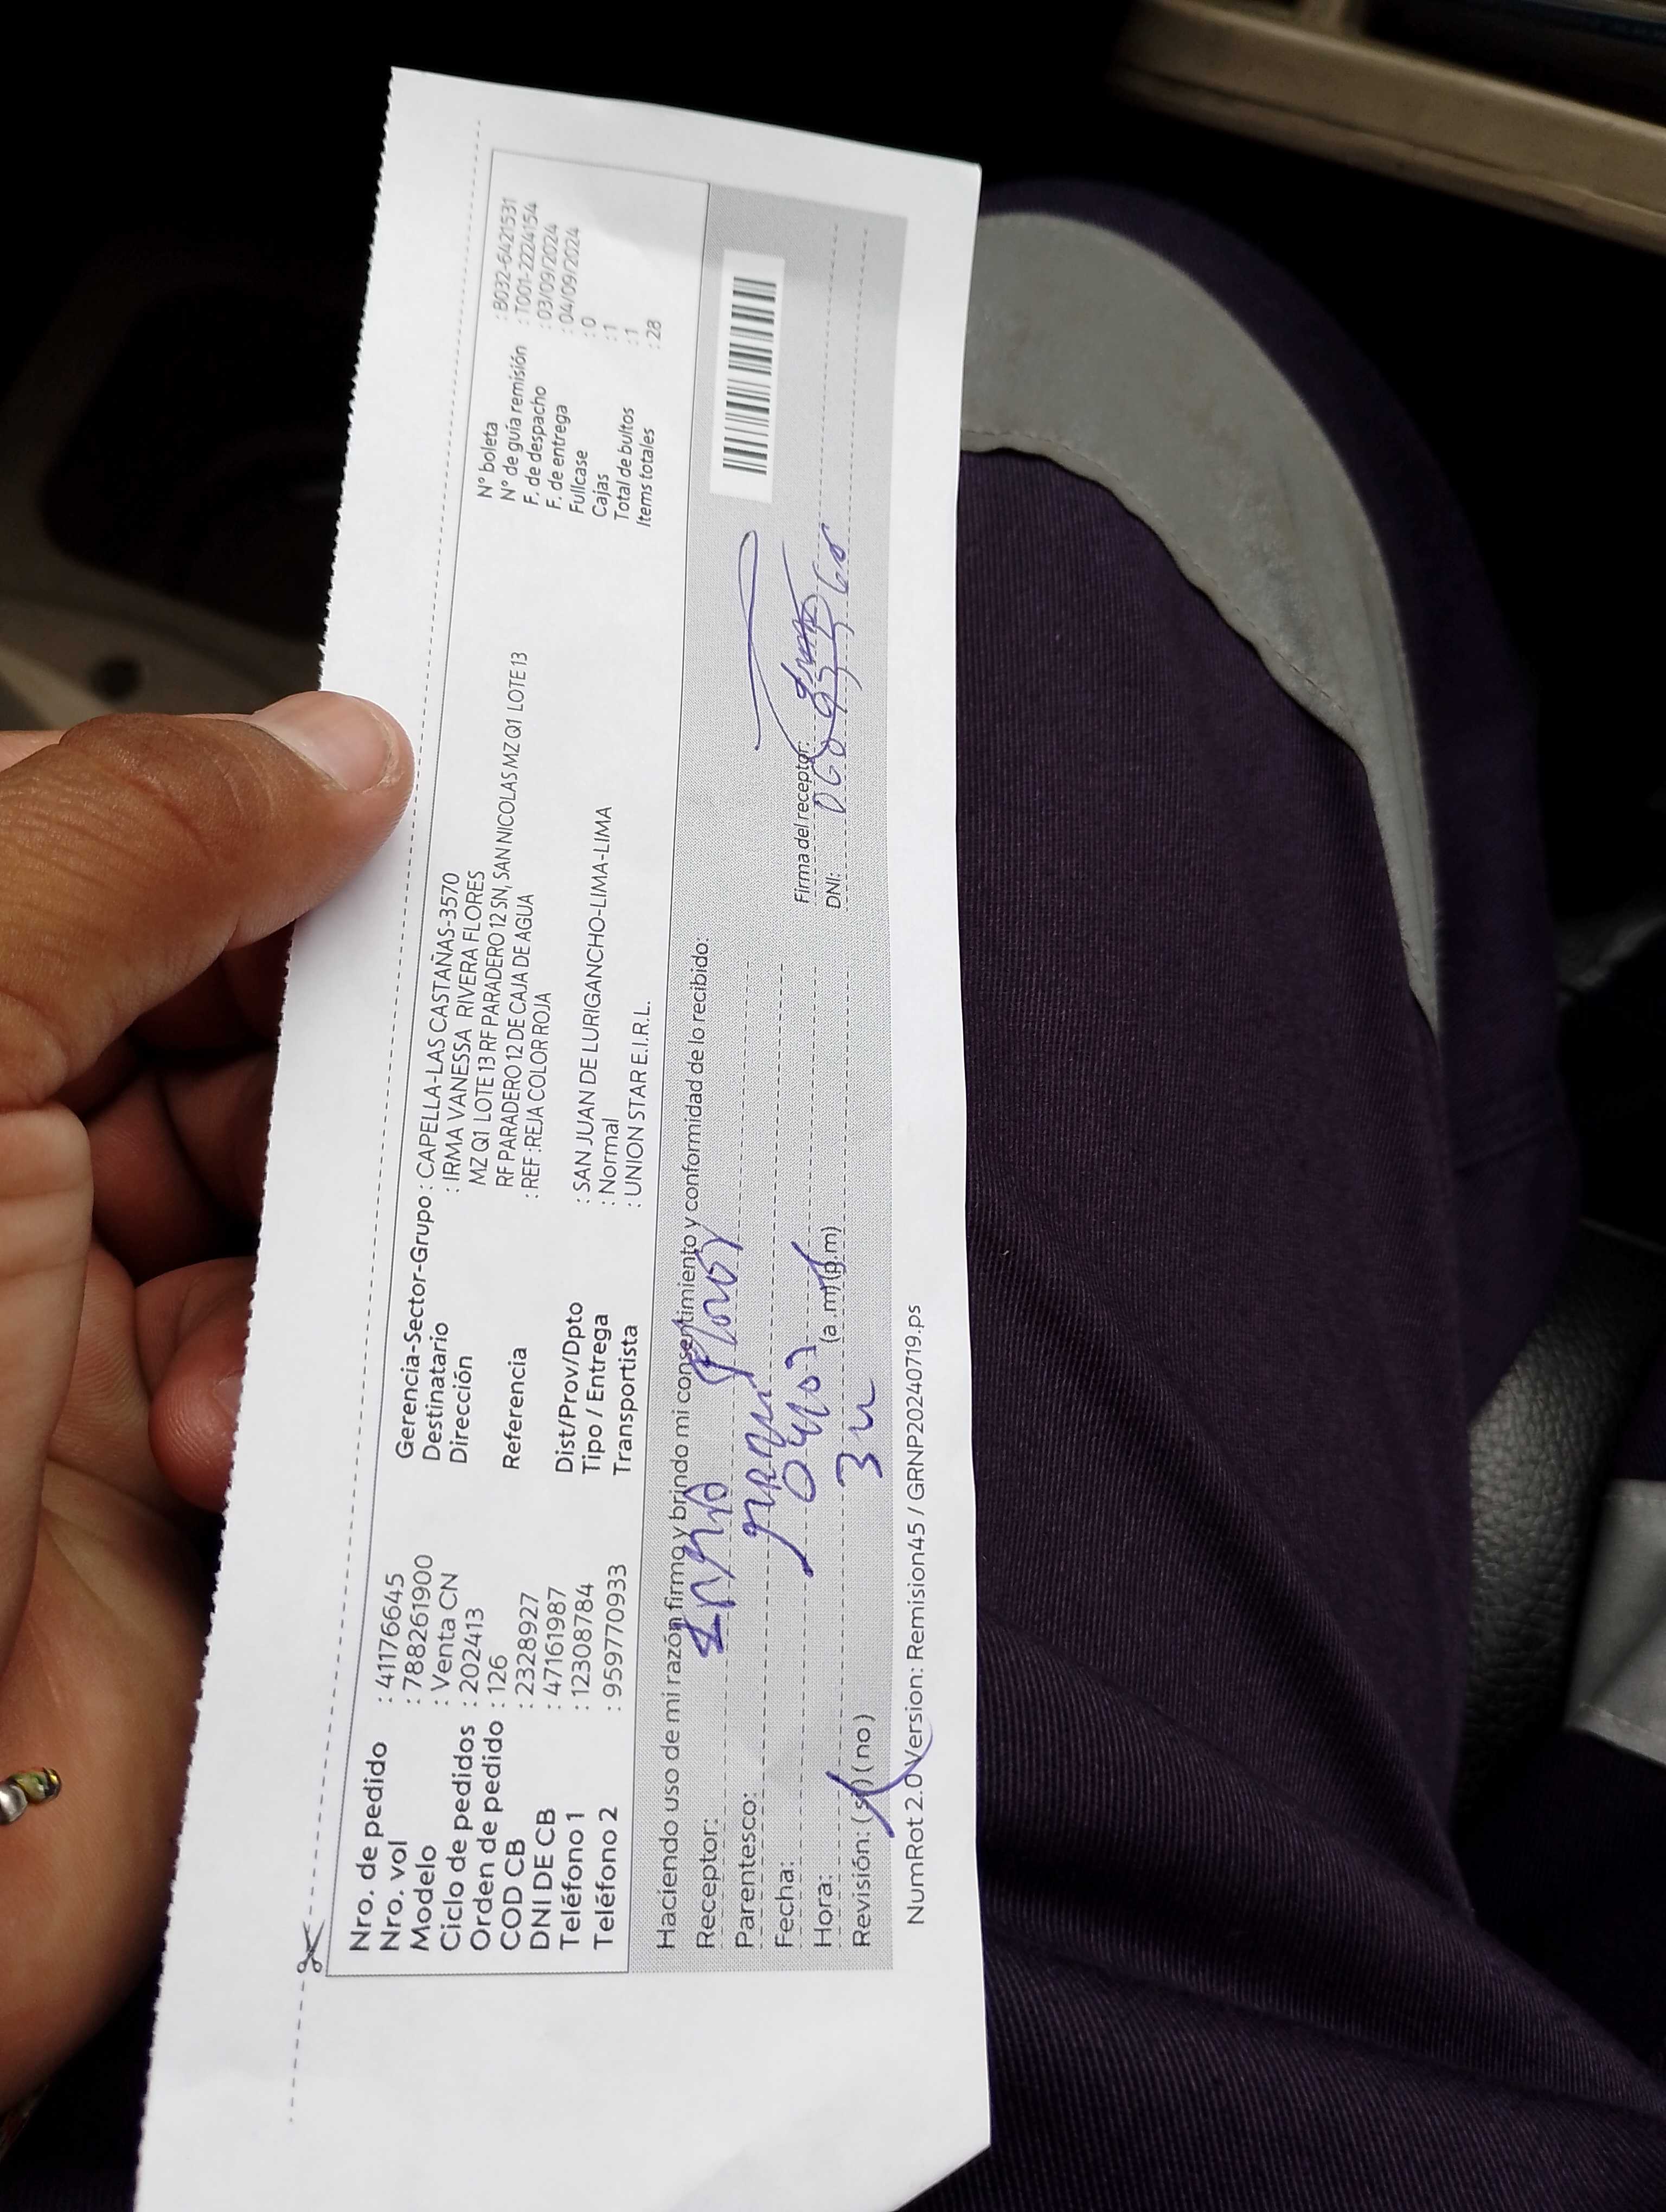 Nro. de pedido : 41176645
Nro. vol : 788261900
Modelo : Venta CN
Ciclo de pedidos : 202413
Orden de pedido : 126
COD CB : 2328927
DNI DE CB : 47161987
Teléfono 1 : 12308784
Teléfono 2 : 959770933
Gerencia-Sector-Grupo : CAPELLA-LAS CASTAÑAS-3570
Destinatario : IRMA VANESSA RIVERA FLORES
Dirección MZ Q1 LOTE 13 RF PARADERO 12 SN, SAN NICOLAS MZ Q1 LOTE 13
RF PARADERO 12 DE CAJA DE AGUA
Referencia : REF:REJA COLOR ROJA
Dist/Prov/Dpto : SAN JUAN DE LURIGANCHO-LIMA-LIMA
Tipo / Entrega : Normal
Transportista : UNION STAR E.I.R.L.
N° boleta : B032-6421531
N° de guía remisión : T001-2224154
F. de despacho : 03/09/2024
F. de entrega : 04/09/2024
Fullcase : 0
Cajas : 1
Total de bultos : 1
Items totales : 28
Haciendo uso de mi razón firmo y brindo mi consentimiento y conformidad de lo recibido:
Receptor: Flores
Parentesco:
Fecha:
Hora: (a.m) (p.m)
Revisión: (si) (no)
Firma del receptor:
DNI:
NumRot 2.0 Version: Remision45 / GRNP20240719.ps